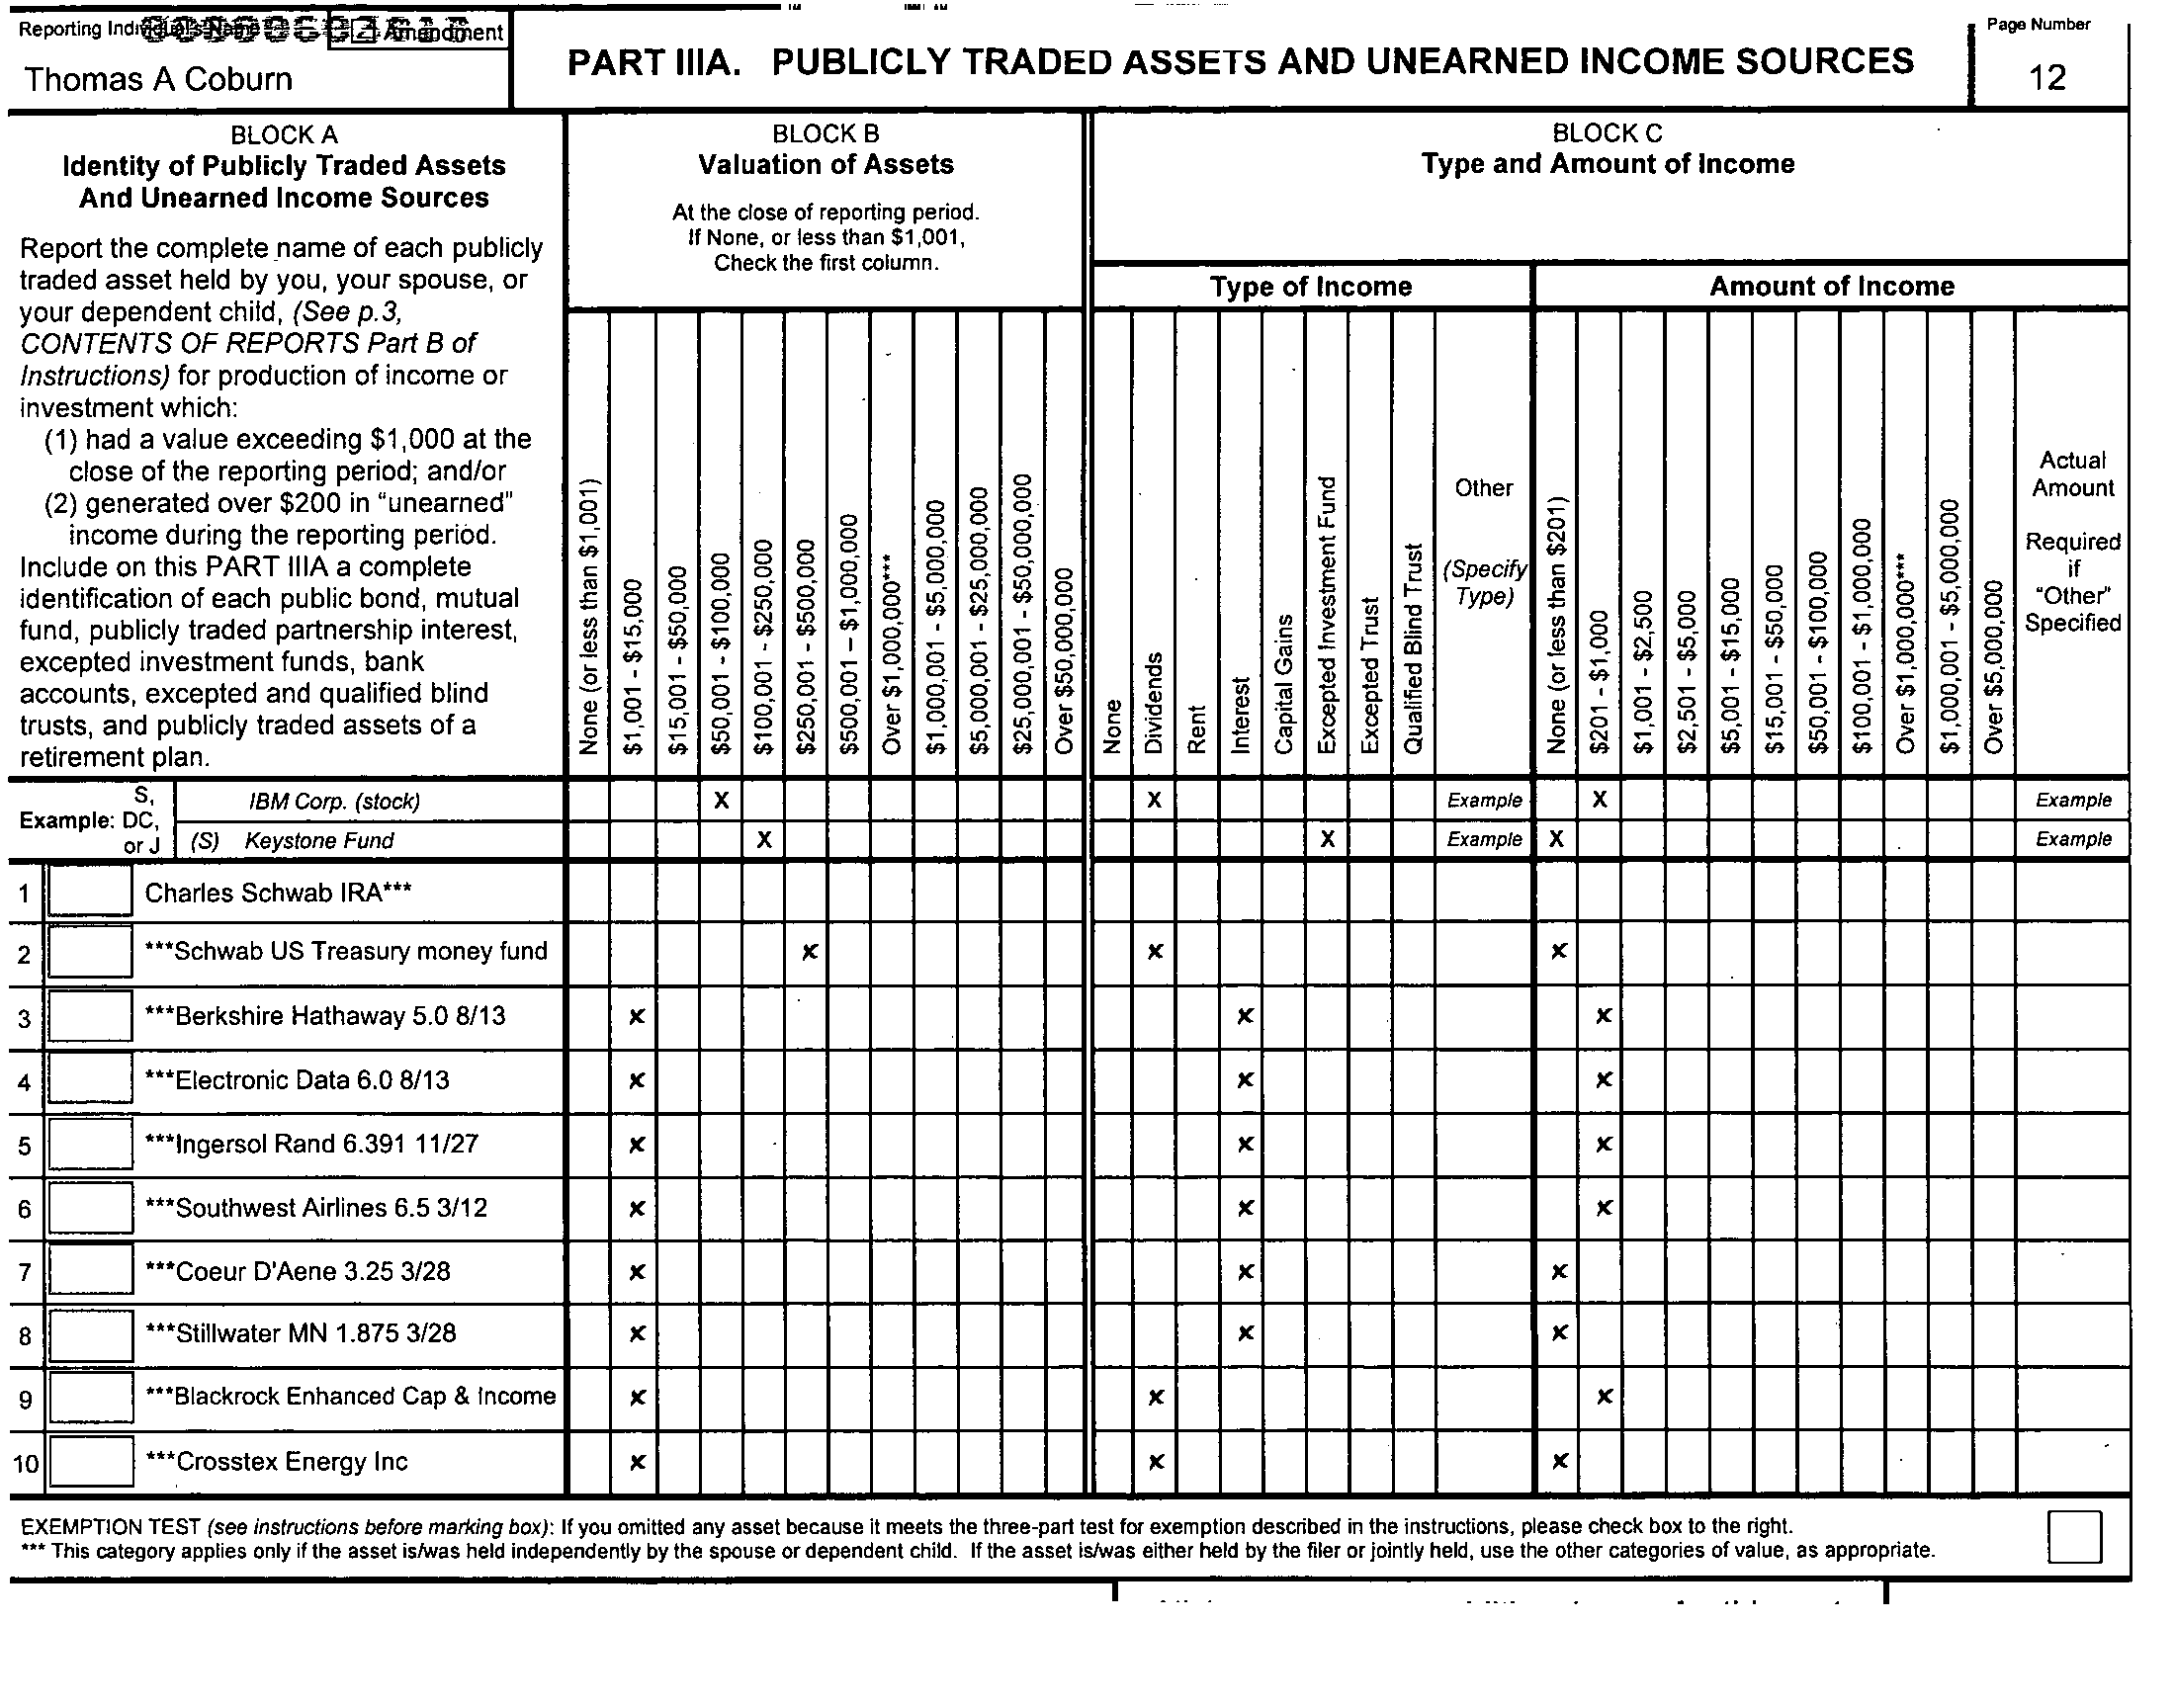 Reporting Individual's Name Amendment
Thomas A Coburn
PART IIIA. PUBLICLY TRADED ASSETS AND UNEARNED INCOME SOURCES
Page Number
12
BLOCK A
Identity of Publicly Traded Assets
And Unearned Income Sources
Report the complete name of each publicly
traded asset held by you, your spouse, or
your dependent child, (See p.3,
CONTENTS OF REPORTS Part B of
Instructions) for production of income or
investment which:
(1) had a value exceeding $1,000 at the
close of the reporting period; and/or
(2) generated over $200 in "unearned"
income during the reporting period.
Include on this PART IIIA a complete
identification of each public bond, mutual
fund, publicly traded partnership interest,
excepted investment funds, bank
accounts, excepted and qualified blind
trusts, and publicly traded assets of a
retirement plan.
BLOCK B
Valuation of Assets
At the close of reporting period.
If None, or less than $1,001,
Check the first column.
None (or less than $1,001)
$1,001 - $15,000
$15,001 - $50,000
$50,001 - $100,000
$100,001 - $250,000
$250,001 - $500,000
$500,001 – $1,000,000
Over $1,000,000***
$1,000,001 - $5,000,000
$5,000,001 - $25,000,000
$25,000,001 - $50,000,000
Over $50,000,000
BLOCK C
Type and Amount of Income
Type of Income
None
Dividends
Rent
Interest
Capital Gains
Excepted Investment Fund
Excepted Trust
Qualified Blind Trust
Other
(Specify
Type)
Amount of Income
None (or less than $201)
$201 - $1,000
$1,001 - $2,500
$2,501 - $5,000
$5,001 - $15,000
$15,001 - $50,000
$50,001 - $100,000
$100,001 - $1,000,000
Over $1,000,000***
$1,000,001 - $5,000,000
Over $5,000,000
Actual
Amount
Required
if
"Other"
Specified
Example: S,
DC,
or J
IBM Corp. (stock) X X Example X Example
(S) Keystone Fund X X Example X Example
1 Charles Schwab IRA***
2 ***Schwab US Treasury money fund x x x
3 ***Berkshire Hathaway 5.0 8/13 x x x
4 ***Electronic Data 6.0 8/13 x x x
5 ***Ingersol Rand 6.391 11/27 x x x
6 ***Southwest Airlines 6.5 3/12 x x x
7 ***Coeur D'Aene 3.25 3/28 x x x
8 ***Stillwater MN 1.875 3/28 x x x
9 ***Blackrock Enhanced Cap & Income x x x
10 ***Crosstex Energy Inc x x x
EXEMPTION TEST (see instructions before marking box): If you omitted any asset because it meets the three-part test for exemption described in the instructions, please check box to the right.
*** This category applies only if the asset is/was held independently by the spouse or dependent child. If the asset is/was either held by the filer or jointly held, use the other categories of value, as appropriate.